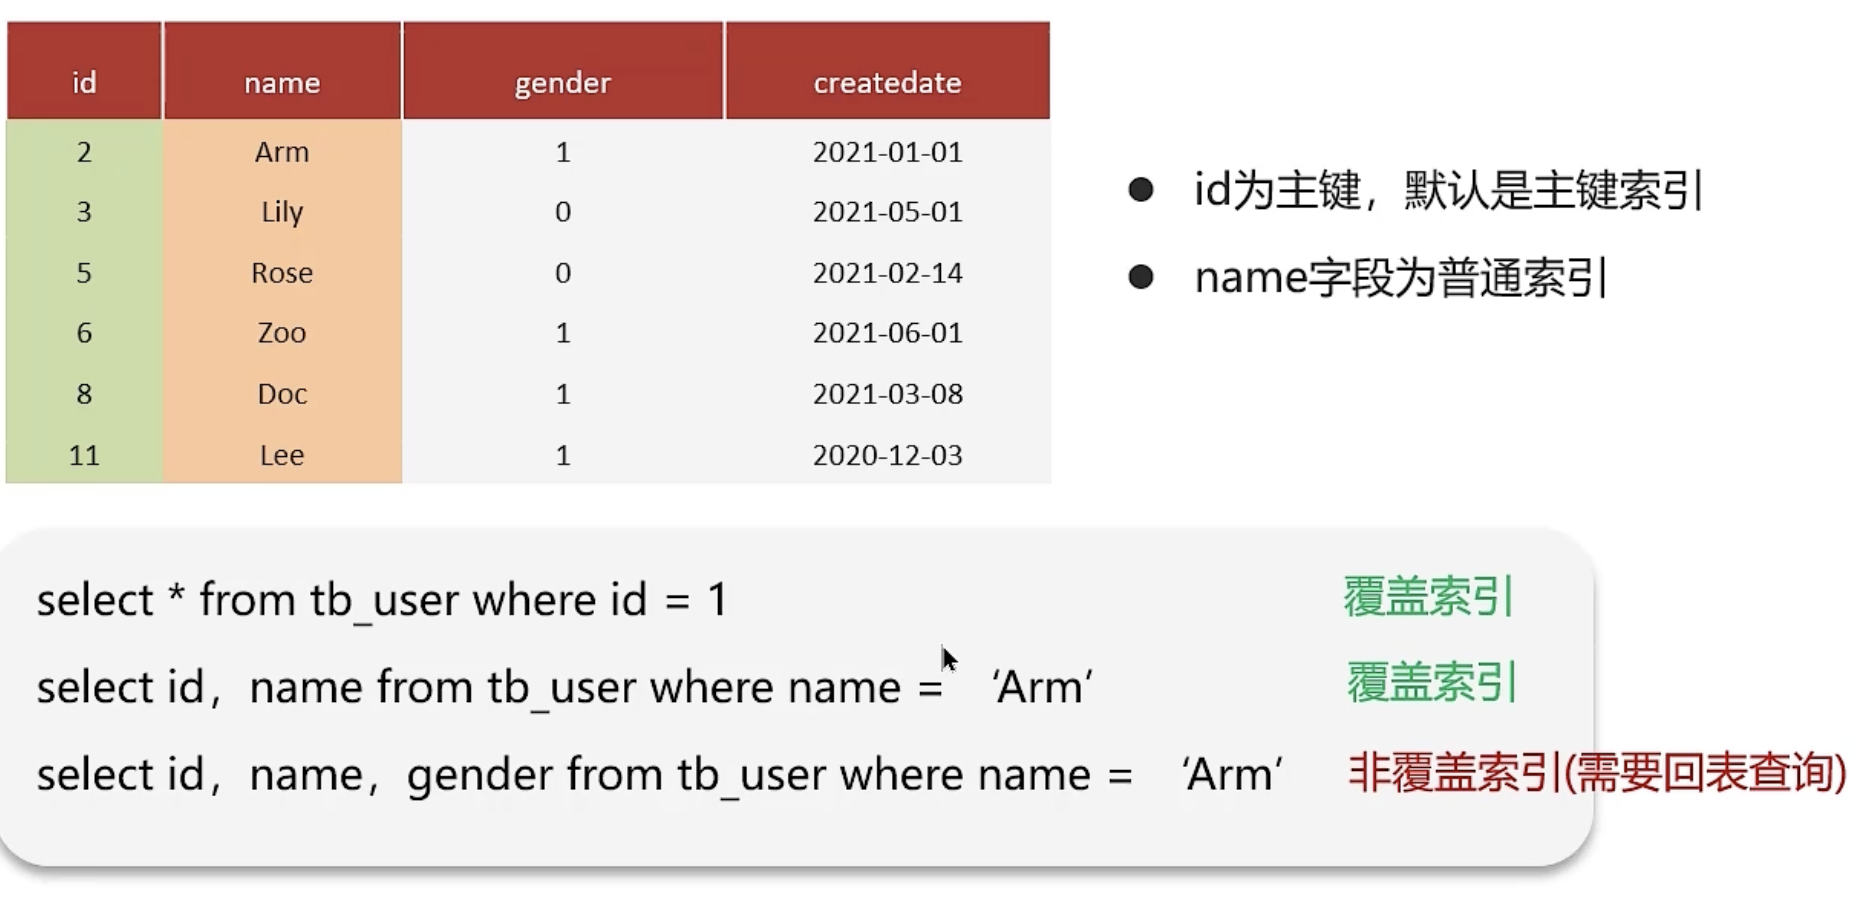 id name gender createdate
2 Arm 1 2021-01-01
3 Lily 0 2021-05-01
5 Rose 0 2021-02-14
6 Zoo 1 2021-06-01
8 Doc 1 2021-03-08
11 Lee 1 2020-12-03
● id为主键，默认是主键索引
● name字段为普通索引
select * from tb_user where id = 1 覆盖索引
select id，name from tb_user where name = ‘Arm’ 覆盖索引
select id，name，gender from tb_user where name = ‘Arm’ 非覆盖索引(需要回表查询)